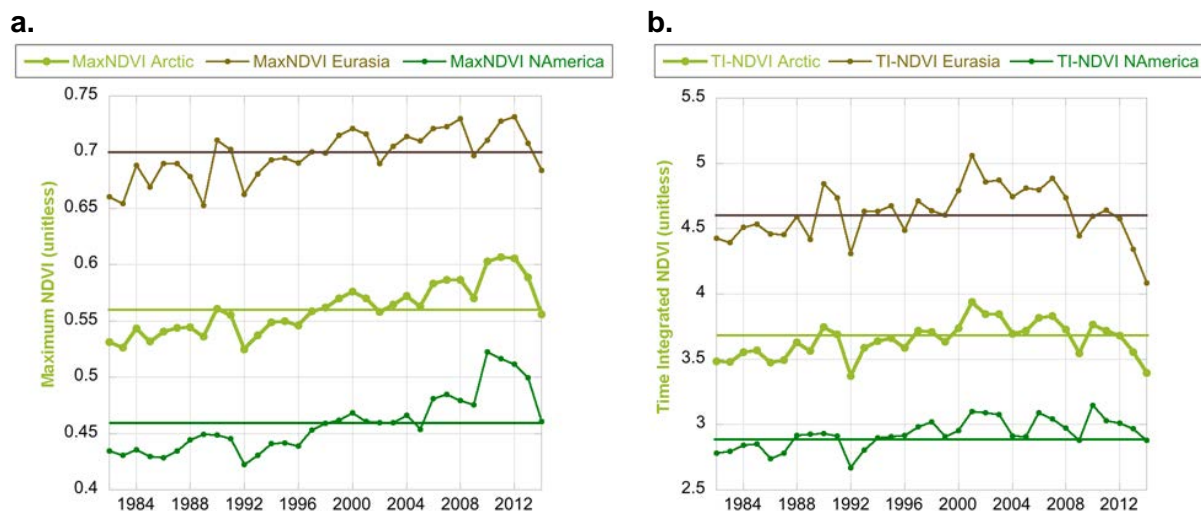 a.
MaxNDVI Arctic MaxNDVI Eurasia MaxNDVI NAmerica
0.75
0.7
0.65
0.6
0.55
0.5
0.45
0.4
Maximum NDVI (unitless)
1984 1988 1992 1996 2000 2004 2008 2012
b.
TI-NDVI Arctic TI-NDVI Eurasia TI-NDVI NAmerica
5.5
5
4.5
4
3.5
3
2.5
Time Integrated NDVI (unitless)
1984 1988 1992 1996 2000 2004 2008 2012